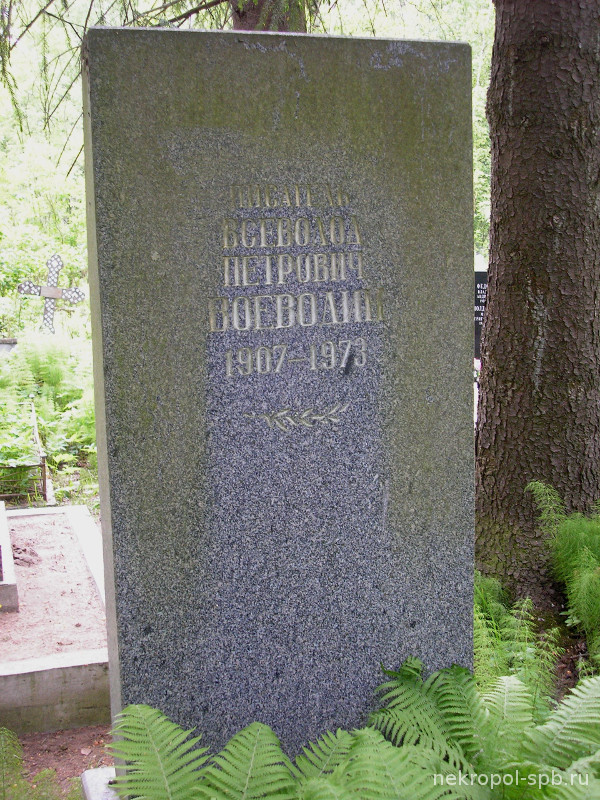 ПИСАТЕЛЬ
ВСЕВОЛОД
ПЕТРОВИЧ
ВОЕВОДИН
1907—1973
nekropol-spb.ru